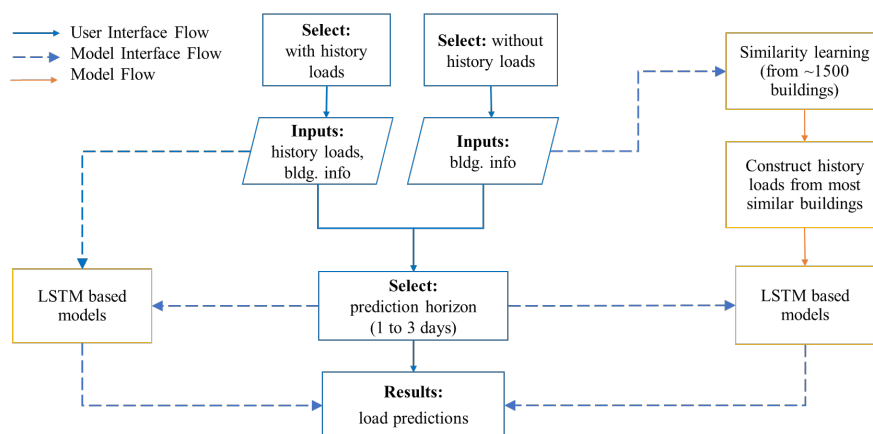 User Interface Flow
Model Interface Flow
Model Flow
Select:
with history
loads
Select: without
history loads
Similarity learning
(from ~1500
buildings)
Inputs:
history loads,
bldg. info
Inputs:
bldg. info
Construct history
loads from most
similar buildings
LSTM based
models
Select:
prediction horizon
(1 to 3 days)
LSTM based
models
Results:
load predictions